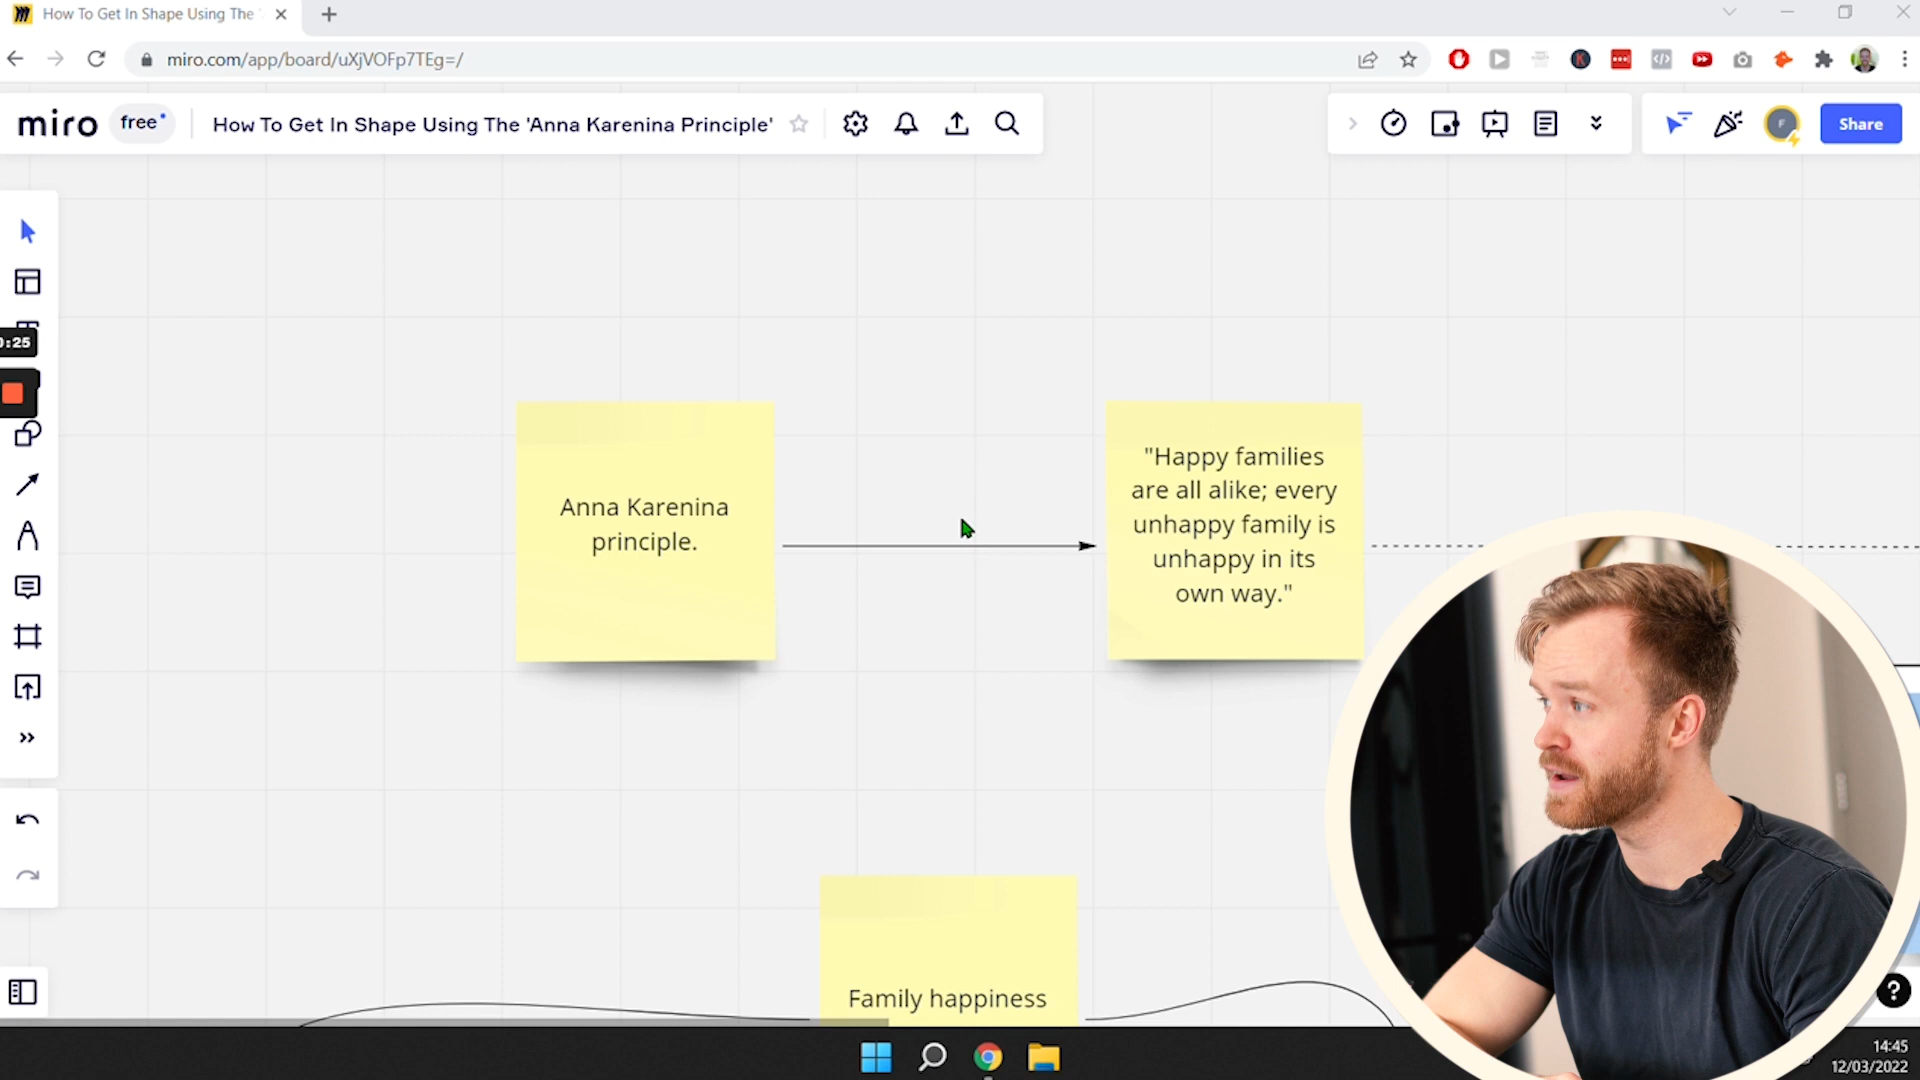 How To Get In Shape Using The
miro.com/app/board/uXjVOFp7TEg=/
miro
free
How To Get In Shape Using The 'Anna Karenina Principle'
F
Share
0:25
Anna Karenina
principle.
"Happy families
are all alike; every
unhappy family is
unhappy in its
own way."
Family happiness
?
14:45
12/03/2022